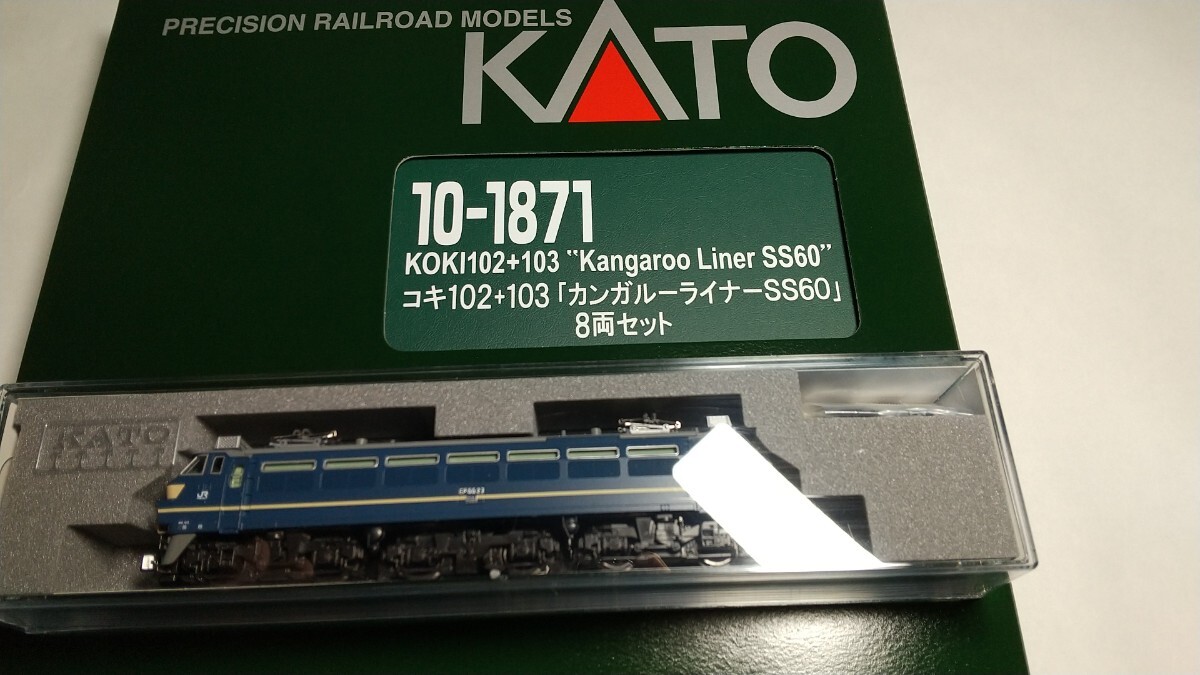 PRECISION RAILROAD MODELS
KATO
10-1871
KOKI102+103 "Kangaroo Liner SS60"
コキ102+103「カンガルーライナーSS60」
8両セット
KATO
JR